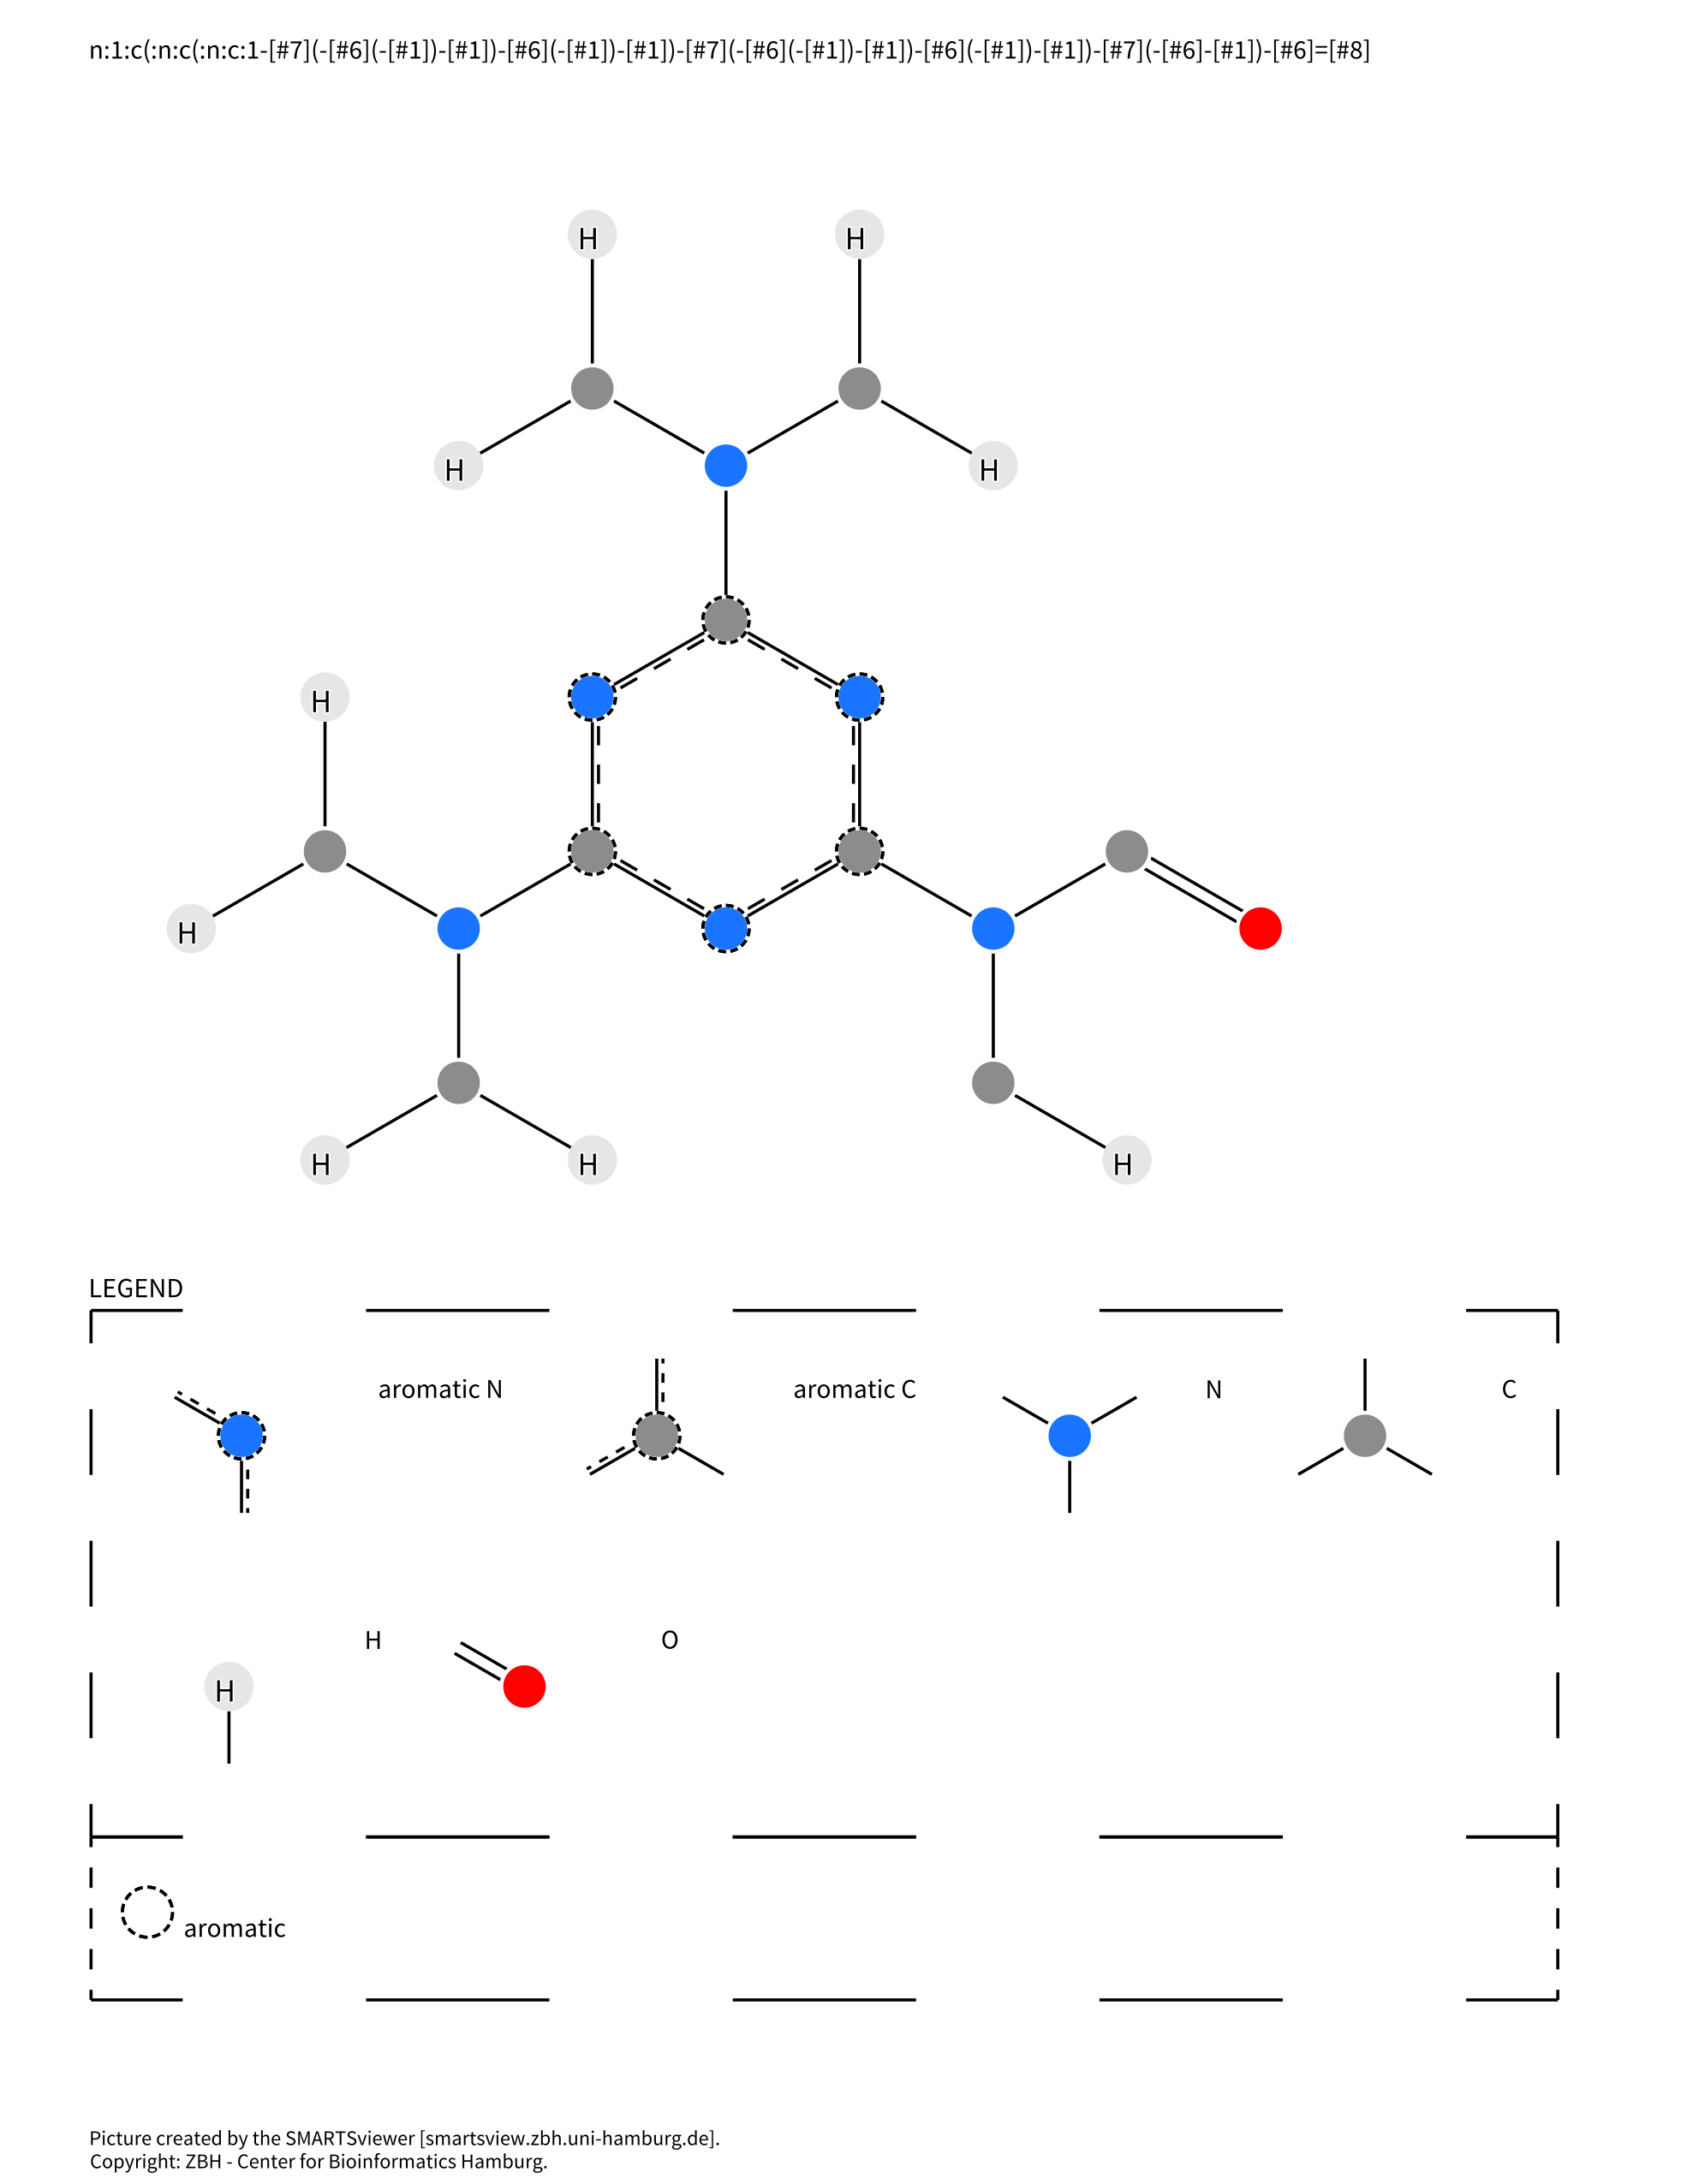 n:1:c(:n:c(:n:c:1-[#7](-[#6](-[#1])-[#1])-[#6](-[#1])-[#1])-[#7](-[#6](-[#1])-[#1])-[#6](-[#1])-[#1])-[#7](-[#6]-[#1])-[#6]=[#8]
H H
H H
H
H
H H H
LEGEND
aromatic N aromatic C N C
H O
H
aromatic
Picture created by the SMARTSviewer [smartsview.zbh.uni-hamburg.de].
Copyright: ZBH - Center for Bioinformatics Hamburg.